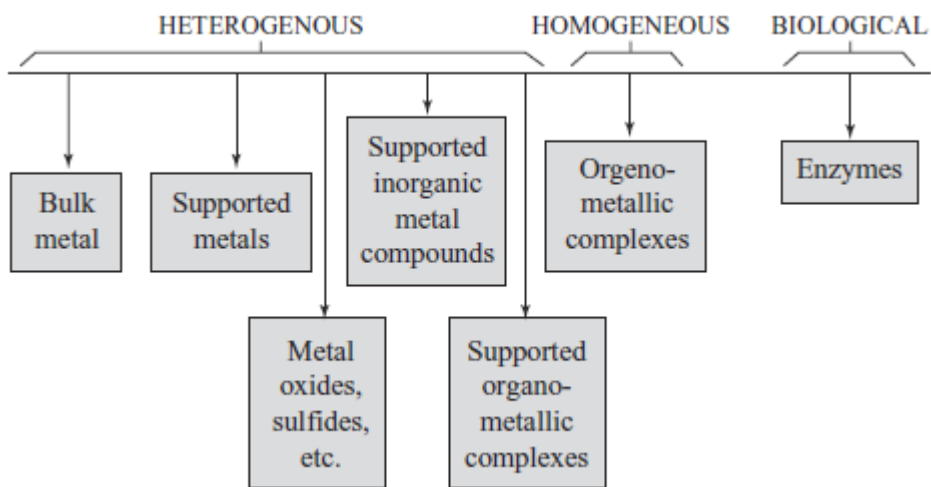 HETEROGENOUS
HOMOGENEOUS
BIOLOGICAL
Bulk
metal
Supported
metals
Supported
inorganic
metal
compounds
Orgeno-
metallic
complexes
Enzymes
Metal
oxides,
sulfides,
etc.
Supported
organo-
metallic
complexes